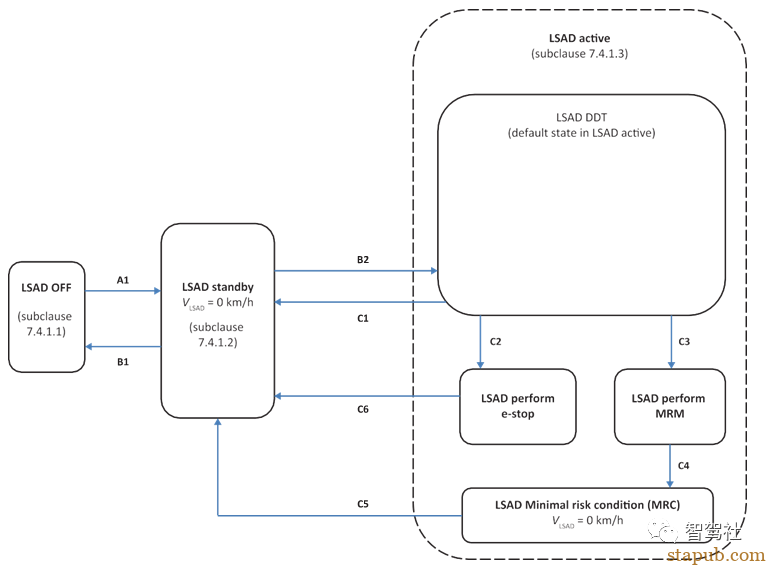 LSAD active
(subclause 7.4.1.3)
LSAD DDT
(default state in LSAD active)
LSAD OFF
(subclause
7.4.1.1)
A1
B1
LSAD standby
VLSAD = 0 km/h
(subclause
7.4.1.2)
B2
C1
C2
C3
LSAD perform
e-stop
LSAD perform
MRM
C6
C4
LSAD Minimal risk condition (MRC)
VLSAD = 0 km/h
C5
智驾社
stapub.com